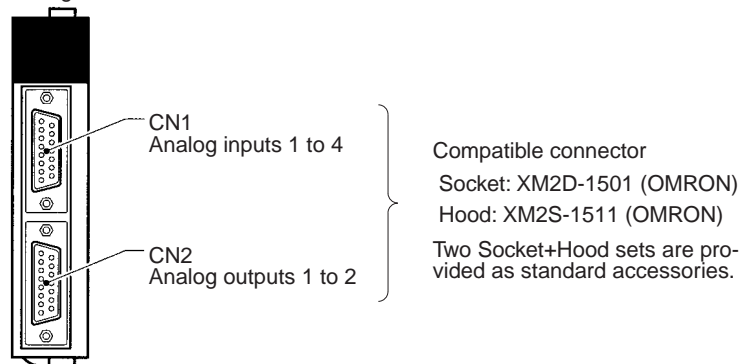 CN1
Analog inputs 1 to 4
CN2
Analog outputs 1 to 2
Compatible connector
Socket: XM2D-1501 (OMRON)
Hood: XM2S-1511 (OMRON)
Two Socket+Hood sets are pro-
vided as standard accessories.